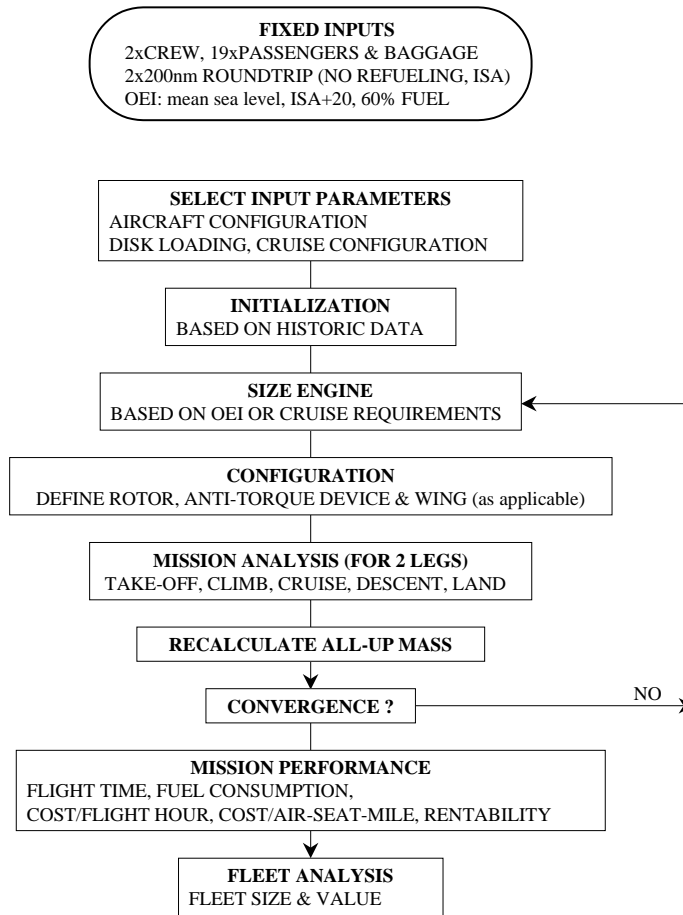 FIXED INPUTS
2xCREW, 19xPASSENGERS & BAGGAGE
2x200nm ROUNDTRIP (NO REFUELING, ISA)
OEI: mean sea level, ISA+20, 60% FUEL
SELECT INPUT PARAMETERS
AIRCRAFT CONFIGURATION
DISK LOADING, CRUISE CONFIGURATION
INITIALIZATION
BASED ON HISTORIC DATA
SIZE ENGINE
BASED ON OEI OR CRUISE REQUIREMENTS
CONFIGURATION
DEFINE ROTOR, ANTI-TORQUE DEVICE & WING (as applicable)
MISSION ANALYSIS (FOR 2 LEGS)
TAKE-OFF, CLIMB, CRUISE, DESCENT, LAND
RECALCULATE ALL-UP MASS
CONVERGENCE ?
NO
MISSION PERFORMANCE
FLIGHT TIME, FUEL CONSUMPTION,
COST/FLIGHT HOUR, COST/AIR-SEAT-MILE, RENTABILITY
FLEET ANALYSIS
FLEET SIZE & VALUE